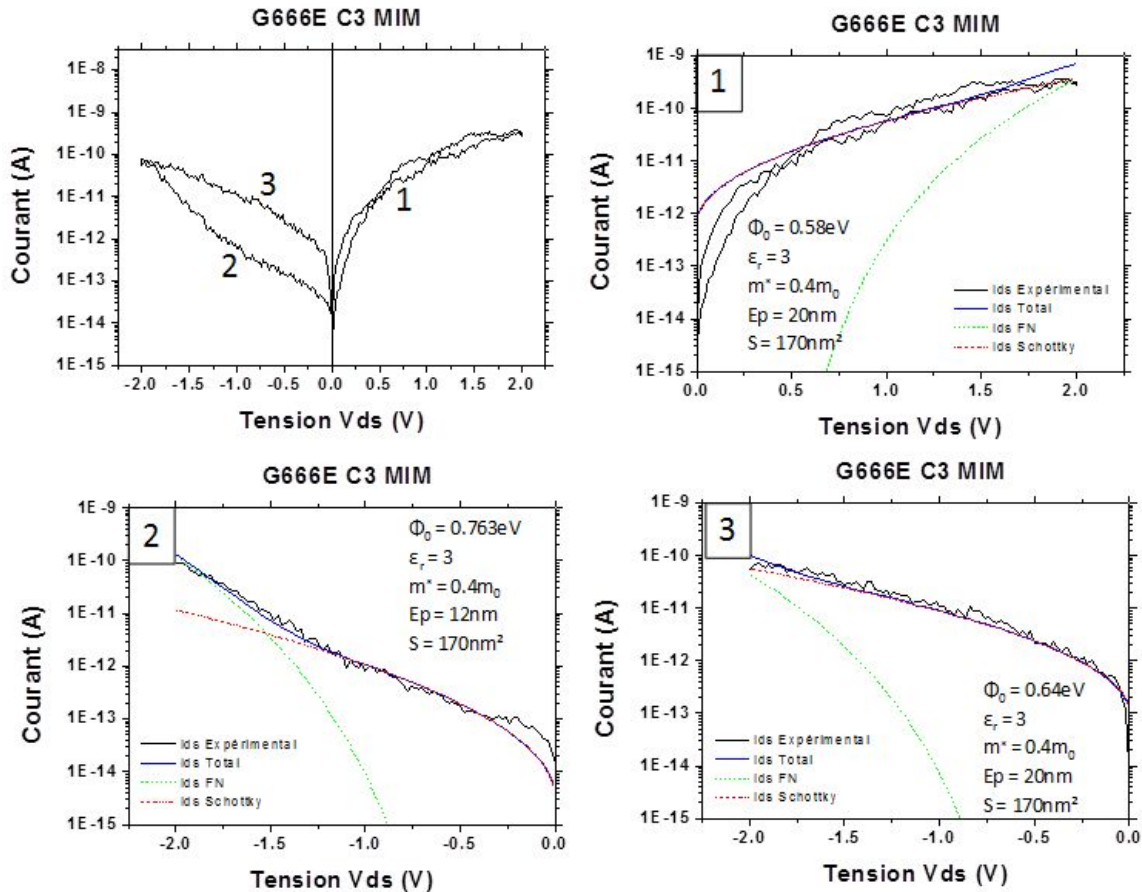 G666E C3 MIM
1E-8
1E-9
1E-10
1E-11
1E-12
1E-13
1E-14
1E-15
Courant (A)
3
2
1
-2.0 -1.5 -1.0 -0.5 0.0 0.5 1.0 1.5 2.0
Tension Vds (V)
G666E C3 MIM
1
1E-9
1E-10
1E-11
1E-12
1E-13
1E-14
1E-15
Courant (A)
Φ₀ = 0.58eV
ε_r = 3
m* = 0.4m₀
Ep = 20nm
S = 170nm²
Ids Expérimental
Ids Total
Ids FN
Ids Schottky
0.0 0.5 1.0 1.5 2.0
Tension Vds (V)
G666E C3 MIM
2
1E-9
1E-10
1E-11
1E-12
1E-13
1E-14
1E-15
Courant (A)
Φ₀ = 0.763eV
ε_r = 3
m* = 0.4m₀
Ep = 12nm
S = 170nm²
Ids Expérimental
Ids Total
Ids FN
Ids Schottky
-2.0 -1.5 -1.0 -0.5 0.0
Tension Vds (V)
G666E C3 MIM
3
1E-9
1E-10
1E-11
1E-12
1E-13
1E-14
1E-15
Courant (A)
Φ₀ = 0.64eV
ε_r = 3
m* = 0.4m₀
Ep = 20nm
S = 170nm²
Ids Expérimental
Ids Total
Ids FN
Ids Schottky
-2.0 -1.5 -1.0 -0.5 0.0
Tension Vds (V)